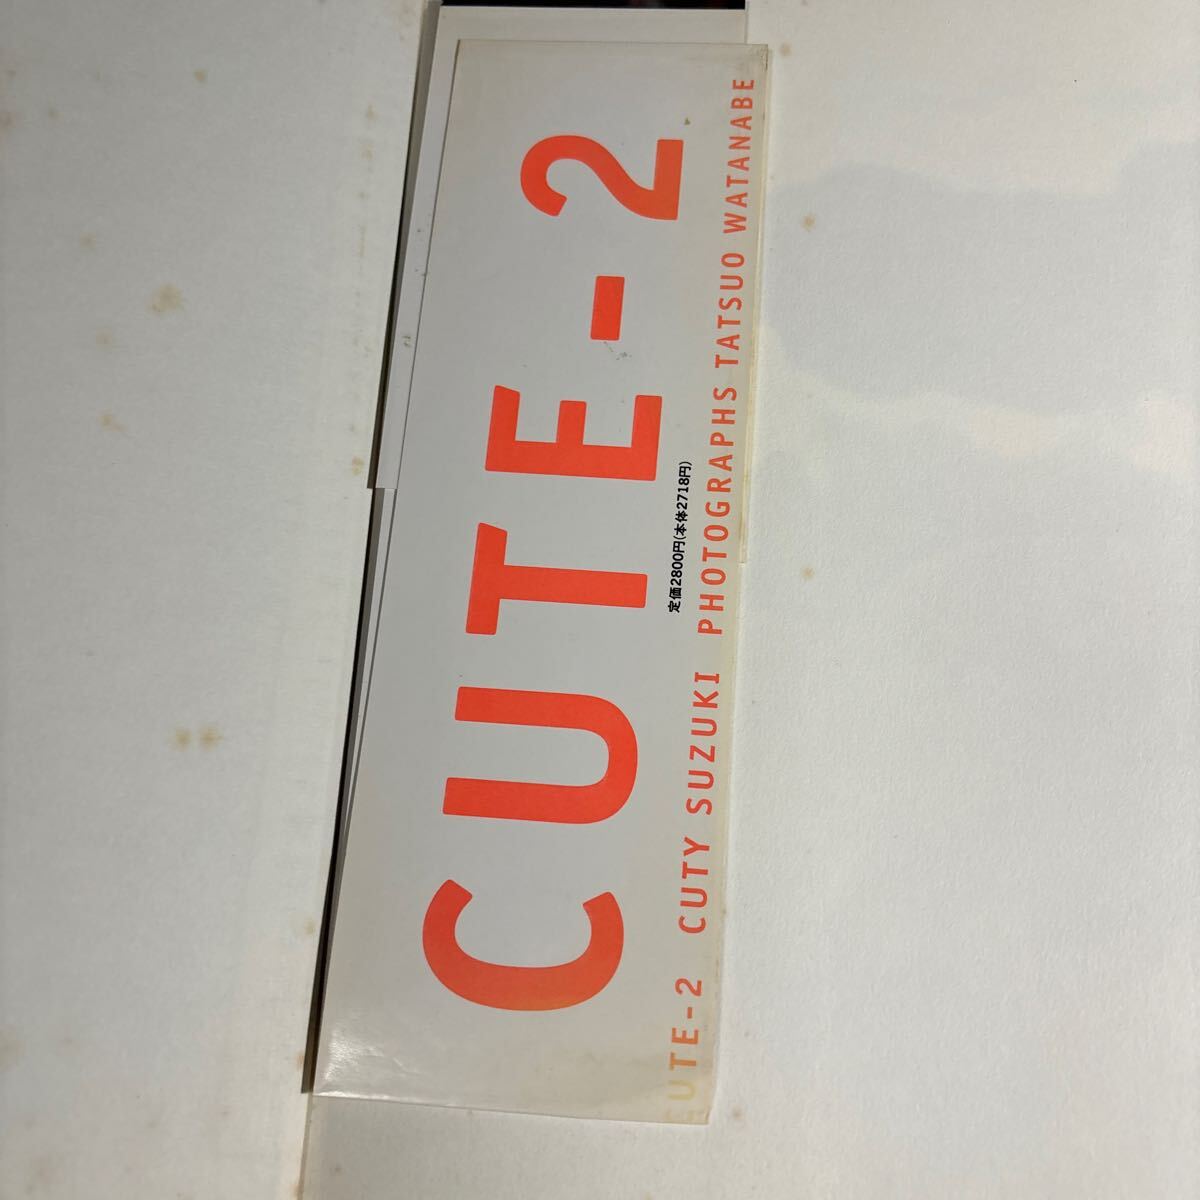 CUTE-2
定価2800円(本体2718円)
CUTE-2 CUTY SUZUKI PHOTOGRAPHS TATSUO WATANABE